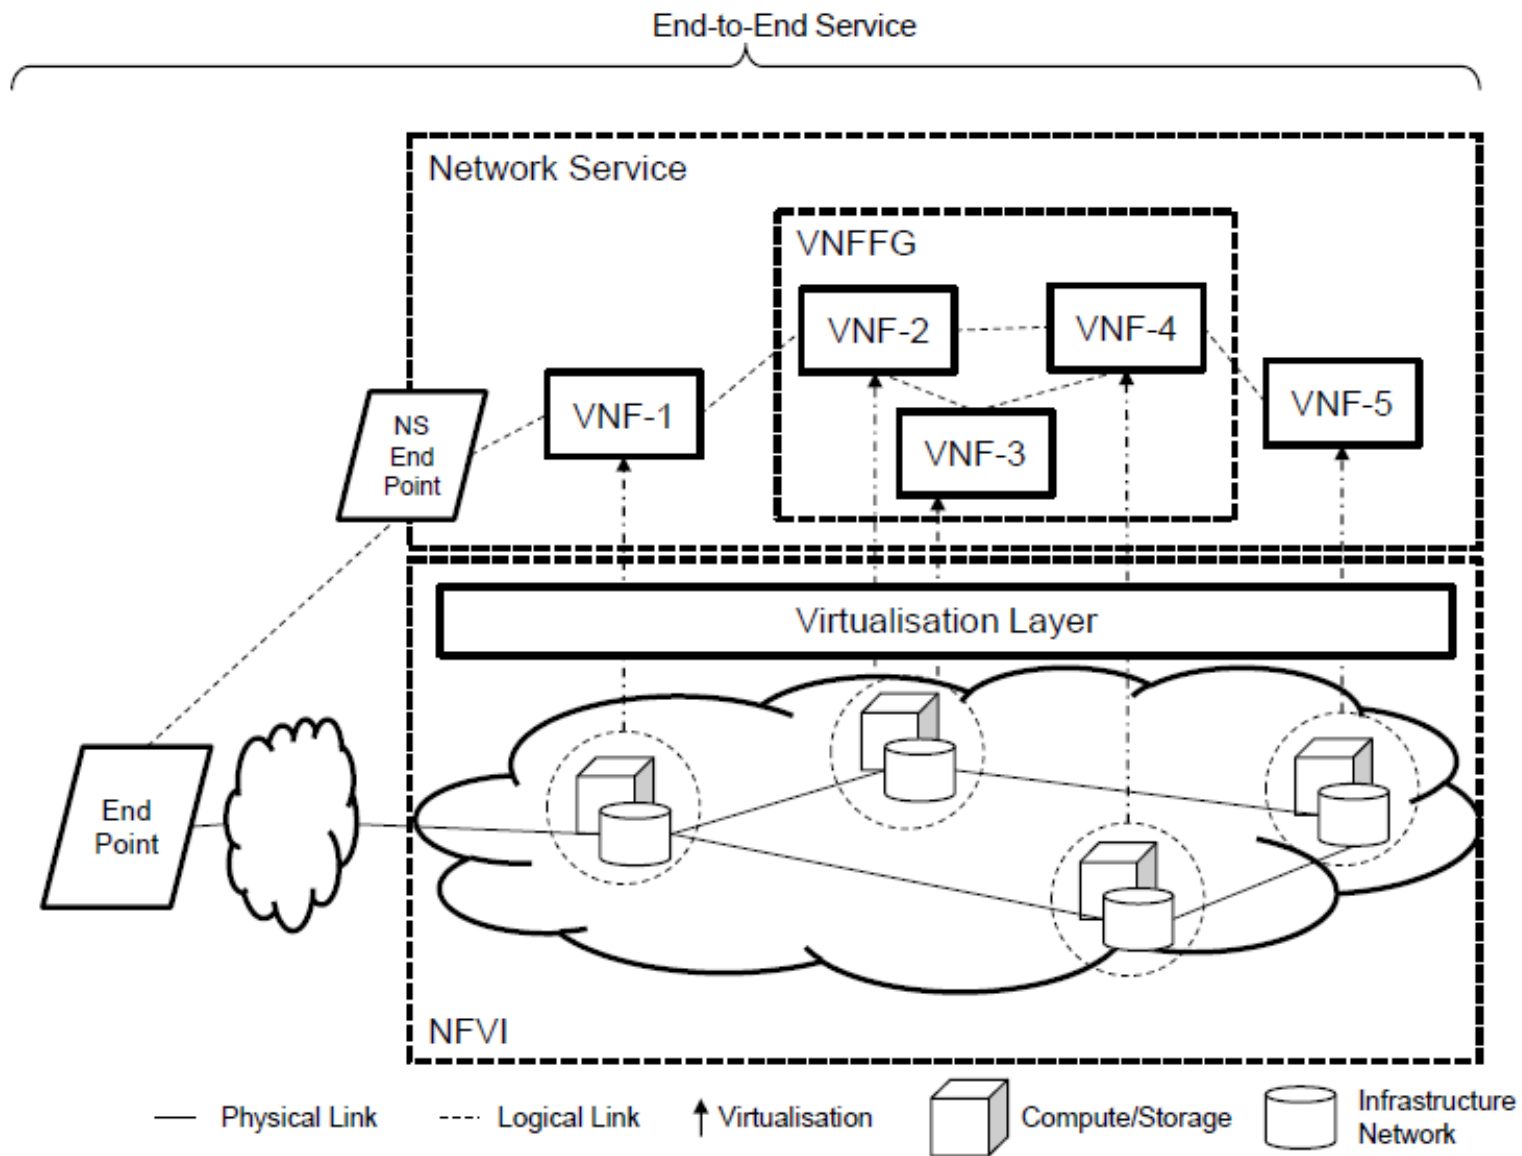 End-to-End Service
Network Service
VNFFG
VNF-2
VNF-4
VNF-1
VNF-5
VNF-3
NS
End
Point
Virtualisation Layer
End
Point
NFVI
Physical Link
Logical Link
Virtualisation
Compute/Storage
Infrastructure
Network